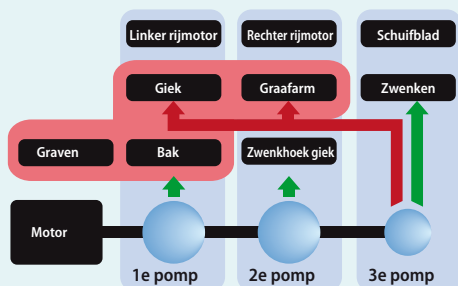 Linker rijmotor
Rechter rijmotor
Schuifblad
Giek
Graafarm
Zwenken
Graven
Bak
Zwenkhoek giek
Motor
1e pomp
2e pomp
3e pomp